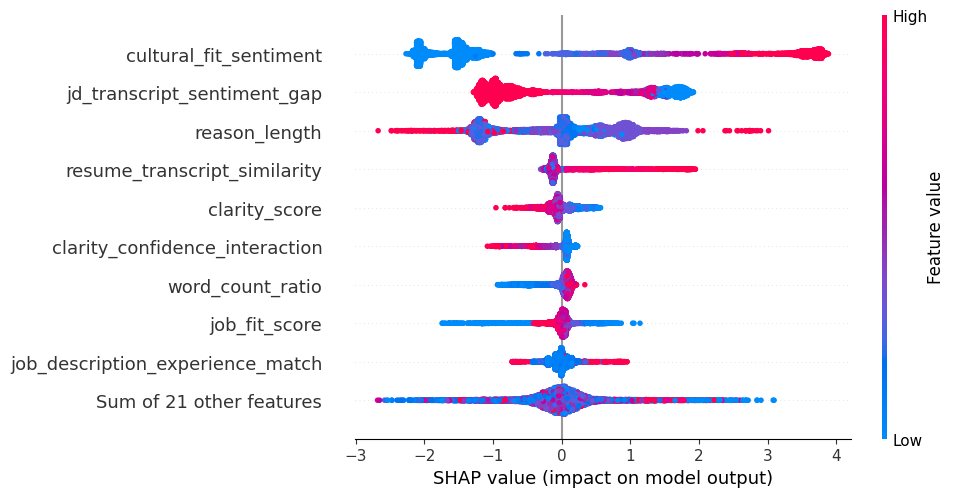 High
cultural_fit_sentiment
jd_transcript_sentiment_gap
reason_length
resume_transcript_similarity
clarity_score
clarity_confidence_interaction
word_count_ratio
job_fit_score
job_description_experience_match
Sum of 21 other features
Feature value
Low
−3 −2 −1 0 1 2 3 4
SHAP value (impact on model output)